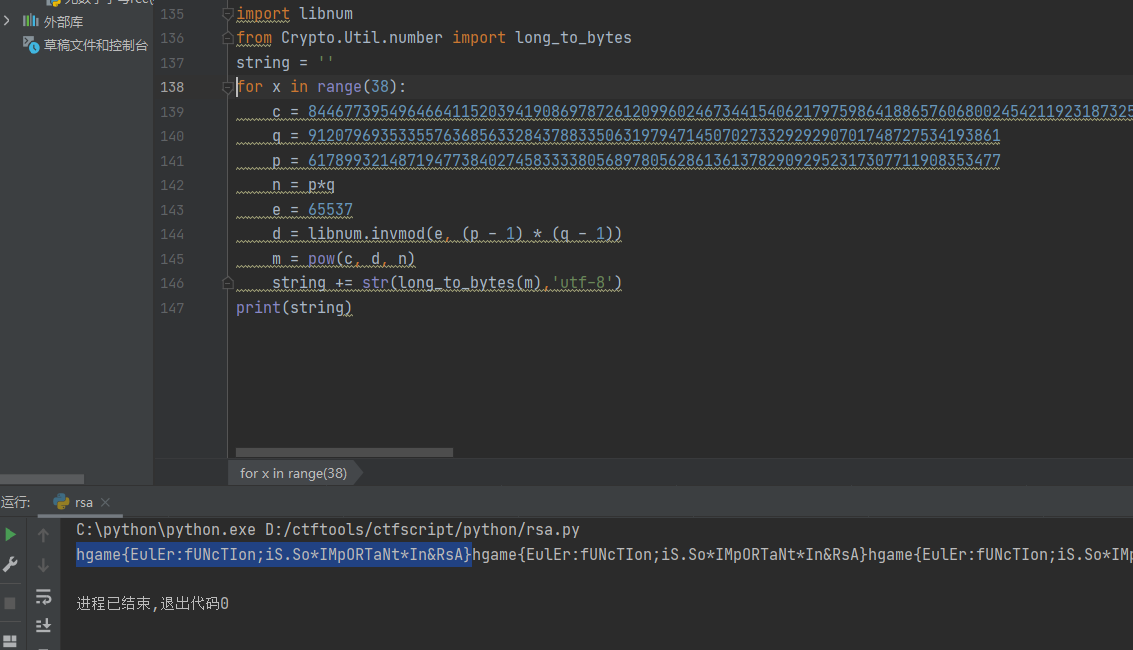 外部库
草稿文件和控制台
135 import libnum
136 from Crypto.Util.number import long_to_bytes
137 string = ''
138 for x in range(38):
139 c = 844677395496466411520394190869787261209960246734415406217975986418865760680024542119231873259
140 q = 91207969353355763685633284378833506319794714507027332929290701748727534193861
141 p = 61789932148719477384027458333380568978056286136137829092952317307711908353477
142 n = p*q
143 e = 65537
144 d = libnum.invmod(e, (p - 1) * (q - 1))
145 m = pow(c, d, n)
146 string += str(long_to_bytes(m),'utf-8')
147 print(string)
for x in range(38)
运行: rsa
C:\python\python.exe D:/ctftools/ctfscript/python/rsa.py
hgame{EulEr:fUNcTIon;iS.So*IMpORTaNt*In&RsA}hgame{EulEr:fUNcTIon;iS.So*IMpORTaNt*In&RsA}hgame{EulEr:fUNcTIon;iS.So*IMp
进程已结束,退出代码0